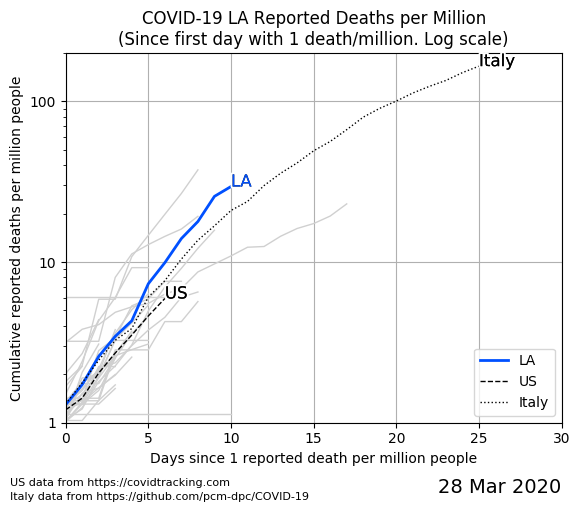 COVID-19 LA Reported Deaths per Million
(Since first day with 1 death/million. Log scale)
Cumulative reported deaths per million people
100
10
1
Italy
LA
US
LA
US
Italy
0 5 10 15 20 25 30
Days since 1 reported death per million people
US data from https://covidtracking.com
Italy data from https://github.com/pcm-dpc/COVID-19
28 Mar 2020